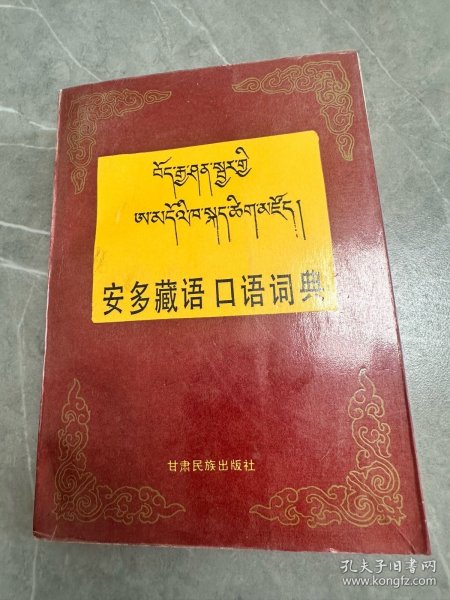 བོད་རྒྱ་ཤན་སྦྱར་གྱི
ཨ་མདོའི་ཁ་སྐད་ཚིག་མཛོད།
安多藏语口语词典
甘肃民族出版社
孔夫子旧书网
www.kongfz.com